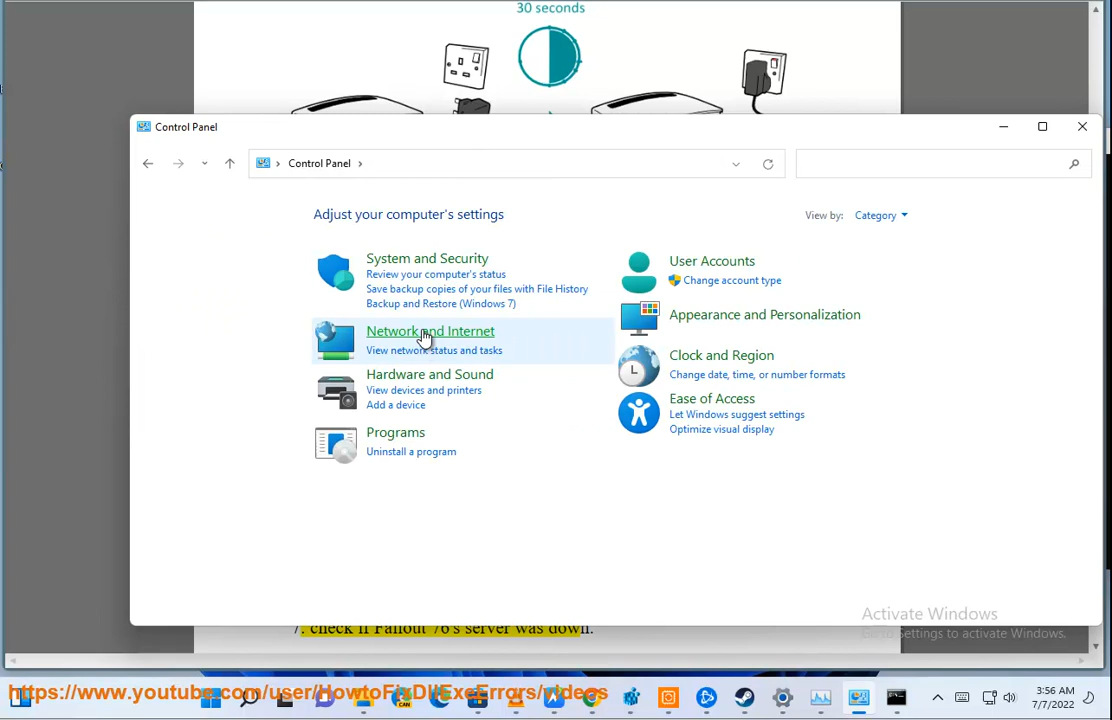 30 seconds
Control Panel
Control Panel
Adjust your computer's settings
View by: Category
System and Security
Review your computer's status
Save backup copies of your files with File History
Backup and Restore (Windows 7)
Network and Internet
View network status and tasks
Hardware and Sound
View devices and printers
Add a device
Programs
Uninstall a program
User Accounts
Change account type
Appearance and Personalization
Clock and Region
Change date, time, or number formats
Ease of Access
Let Windows suggest settings
Optimize visual display
Activate Windows
Go to Settings to activate Windows.
7. check if Fallout 76's server was down.
https://www.youtube.com/user/HowtoFixDllExeErrors/videos
3:56 AM
7/7/2022